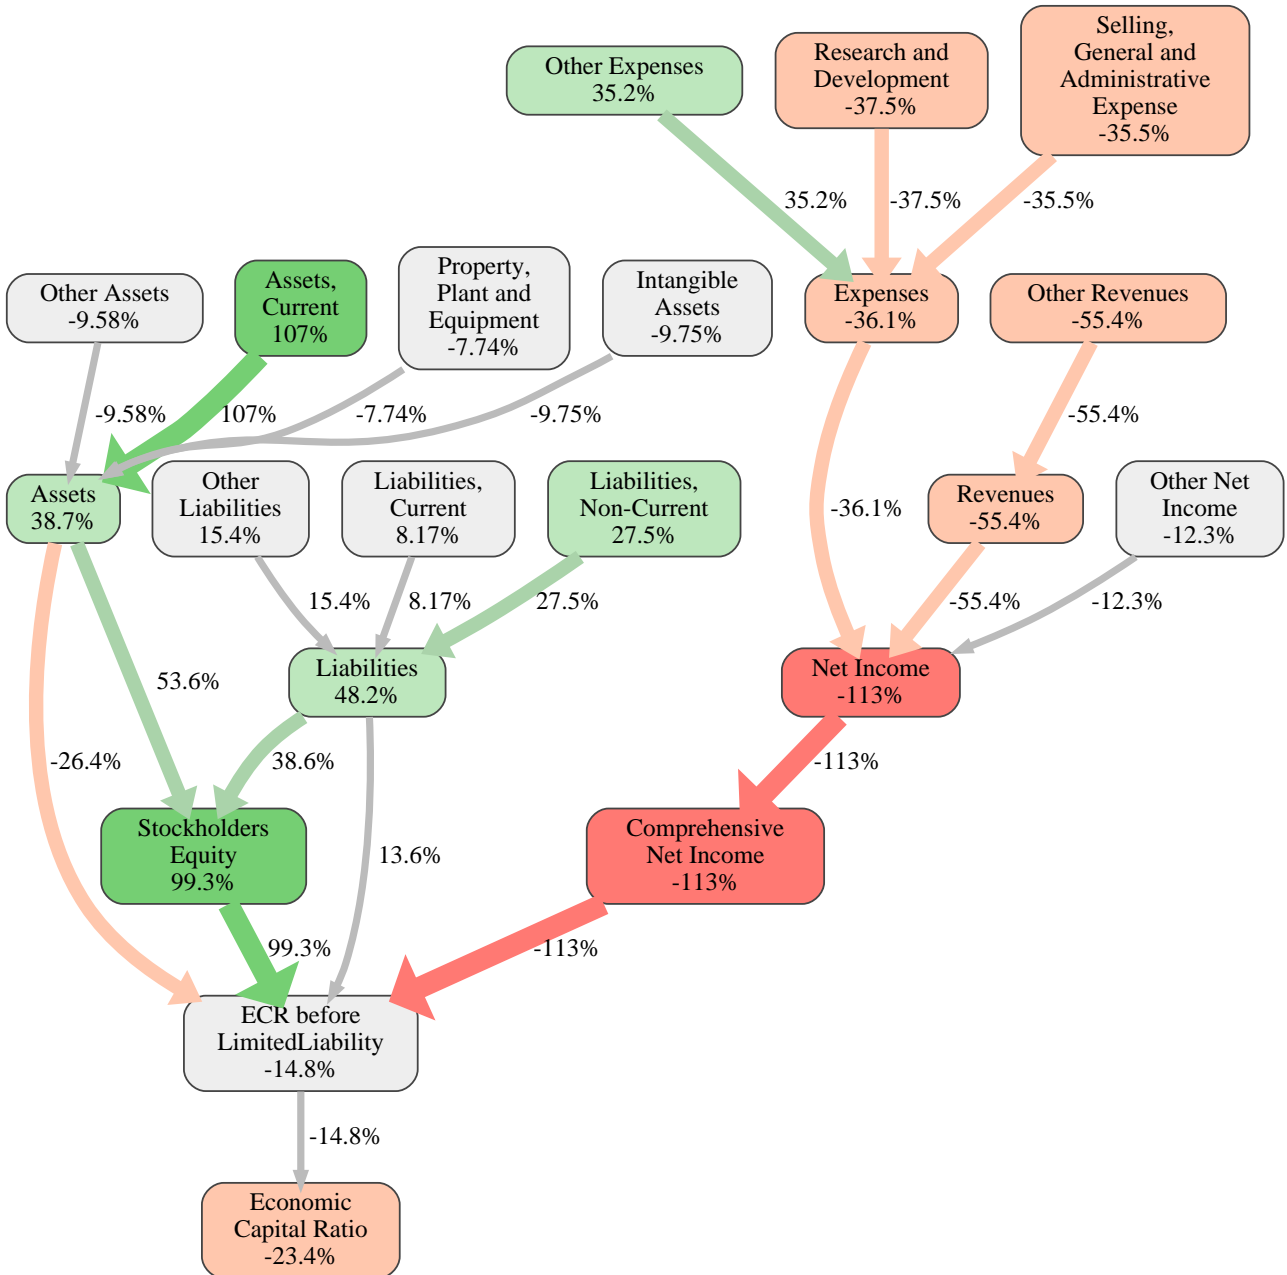 Other Expenses
35.2%
Research and
Development
-37.5%
Selling,
General and
Administrative
Expense
-35.5%
35.2%
-37.5%
-35.5%
Other Assets
-9.58%
Assets,
Current
107%
Property,
Plant and
Equipment
-7.74%
Intangible
Assets
-9.75%
Expenses
-36.1%
Other Revenues
-55.4%
-9.58%
107%
-7.74%
-9.75%
-55.4%
Assets
38.7%
Other
Liabilities
15.4%
Liabilities,
Current
8.17%
Liabilities,
Non-Current
27.5%
-36.1%
Revenues
-55.4%
Other Net
Income
-12.3%
15.4%
8.17%
27.5%
-55.4%
-12.3%
53.6%
Liabilities
48.2%
Net Income
-113%
-26.4%
38.6%
-113%
Stockholders
Equity
99.3%
13.6%
Comprehensive
Net Income
-113%
99.3%
-113%
ECR before
LimitedLiability
-14.8%
-14.8%
Economic
Capital Ratio
-23.4%